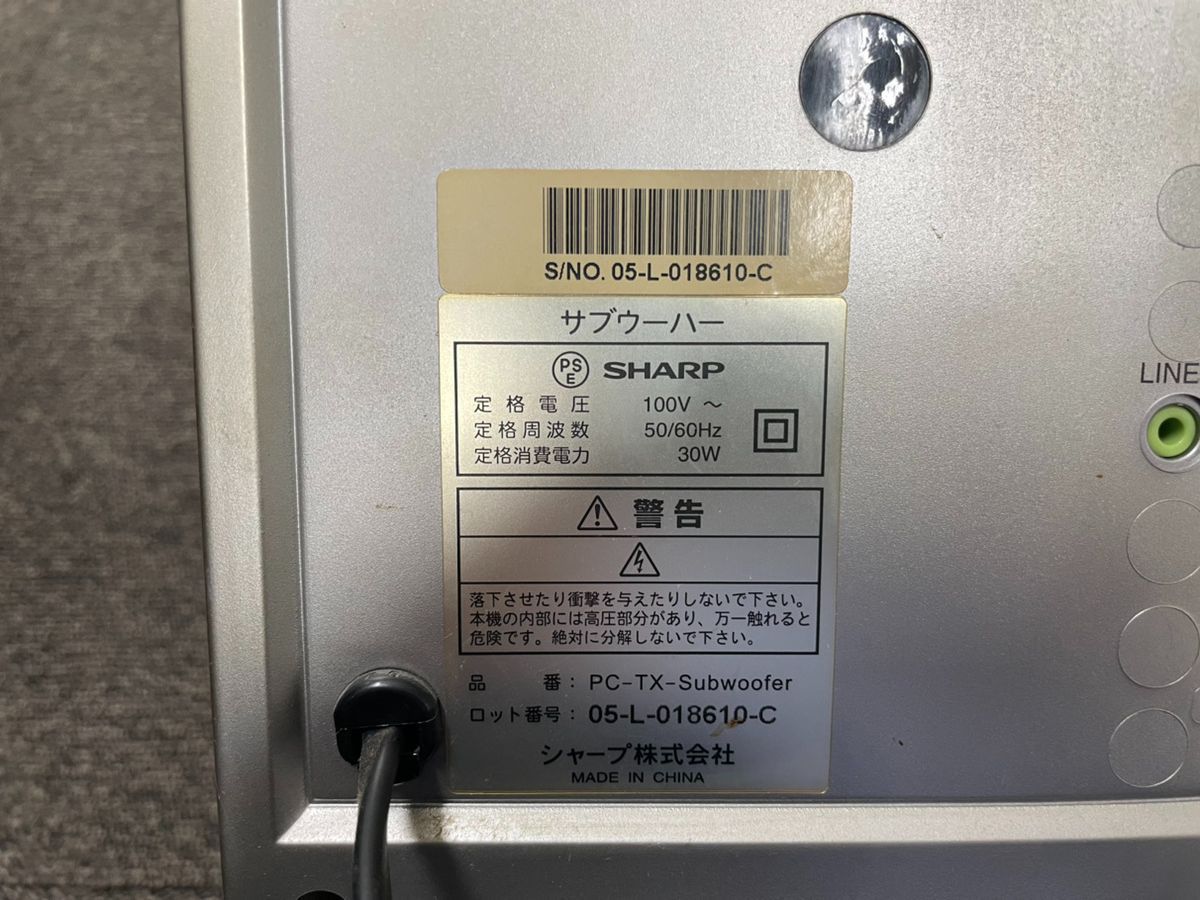 S/NO. 05-L-018610-C
サブウーハー
PS
E
SHARP
定格電圧 100V ～
定格周波数 50/60Hz
定格消費電力 30W
警告
落下させたり衝撃を与えたりしないで下さい。
本機の内部には高圧部分があり、万一触れると
危険です。絶対に分解しないで下さい。
品 番： PC-TX-Subwoofer
ロット番号： 05-L-018610-C
シャープ株式会社
MADE IN CHINA
LINE